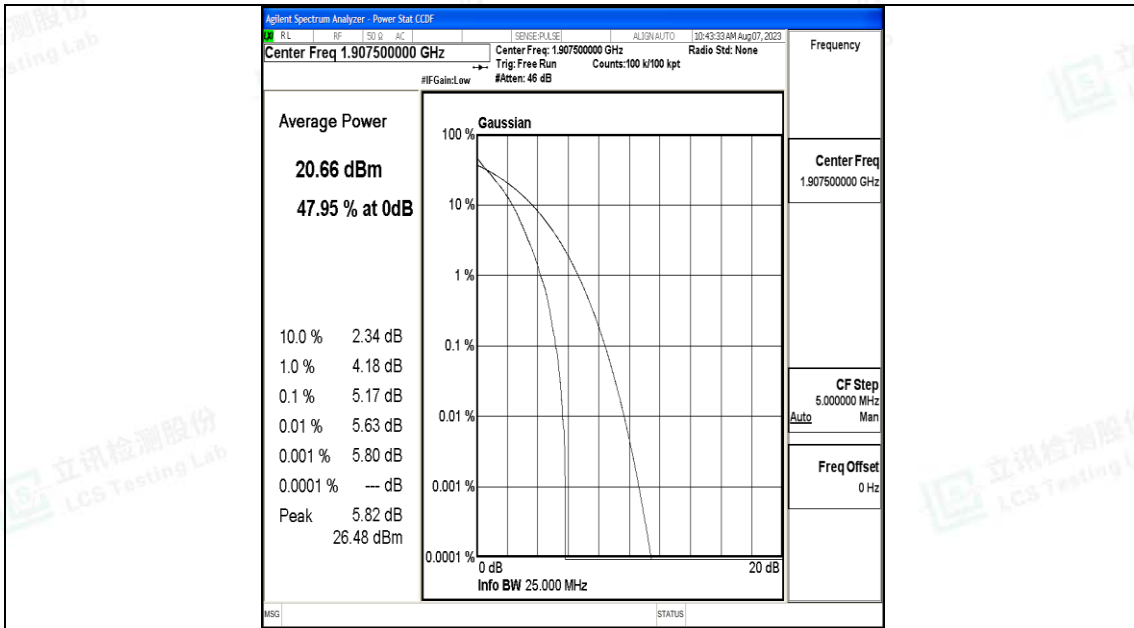 Agilent Spectrum Analyzer - Power Stat CCDF
RL RF 50 Ω AC SENSE:PULSE ALIGN AUTO 10:43:33 AM Aug 07, 2023
Center Freq 1.907500000 GHz
Center Freq: 1.907500000 GHz Radio Std: None
Trig: Free Run Counts:100 k/100 kpt
#IFGain:Low #Atten: 46 dB
Frequency
Average Power
20.66 dBm
47.95 % at 0dB
10.0 % 2.34 dB
1.0 % 4.18 dB
0.1 % 5.17 dB
0.01 % 5.63 dB
0.001 % 5.80 dB
0.0001 % --- dB
Peak 5.82 dB
26.48 dBm
Gaussian
100 %
10 %
1 %
0.1 %
0.01 %
0.001 %
0.0001 %
0 dB 20 dB
Info BW 25.000 MHz
Center Freq
1.907500000 GHz
CF Step
5.000000 MHz
Auto Man
Freq Offset
0 Hz
MSG STATUS
立讯检测股份
LCS Testing Lab